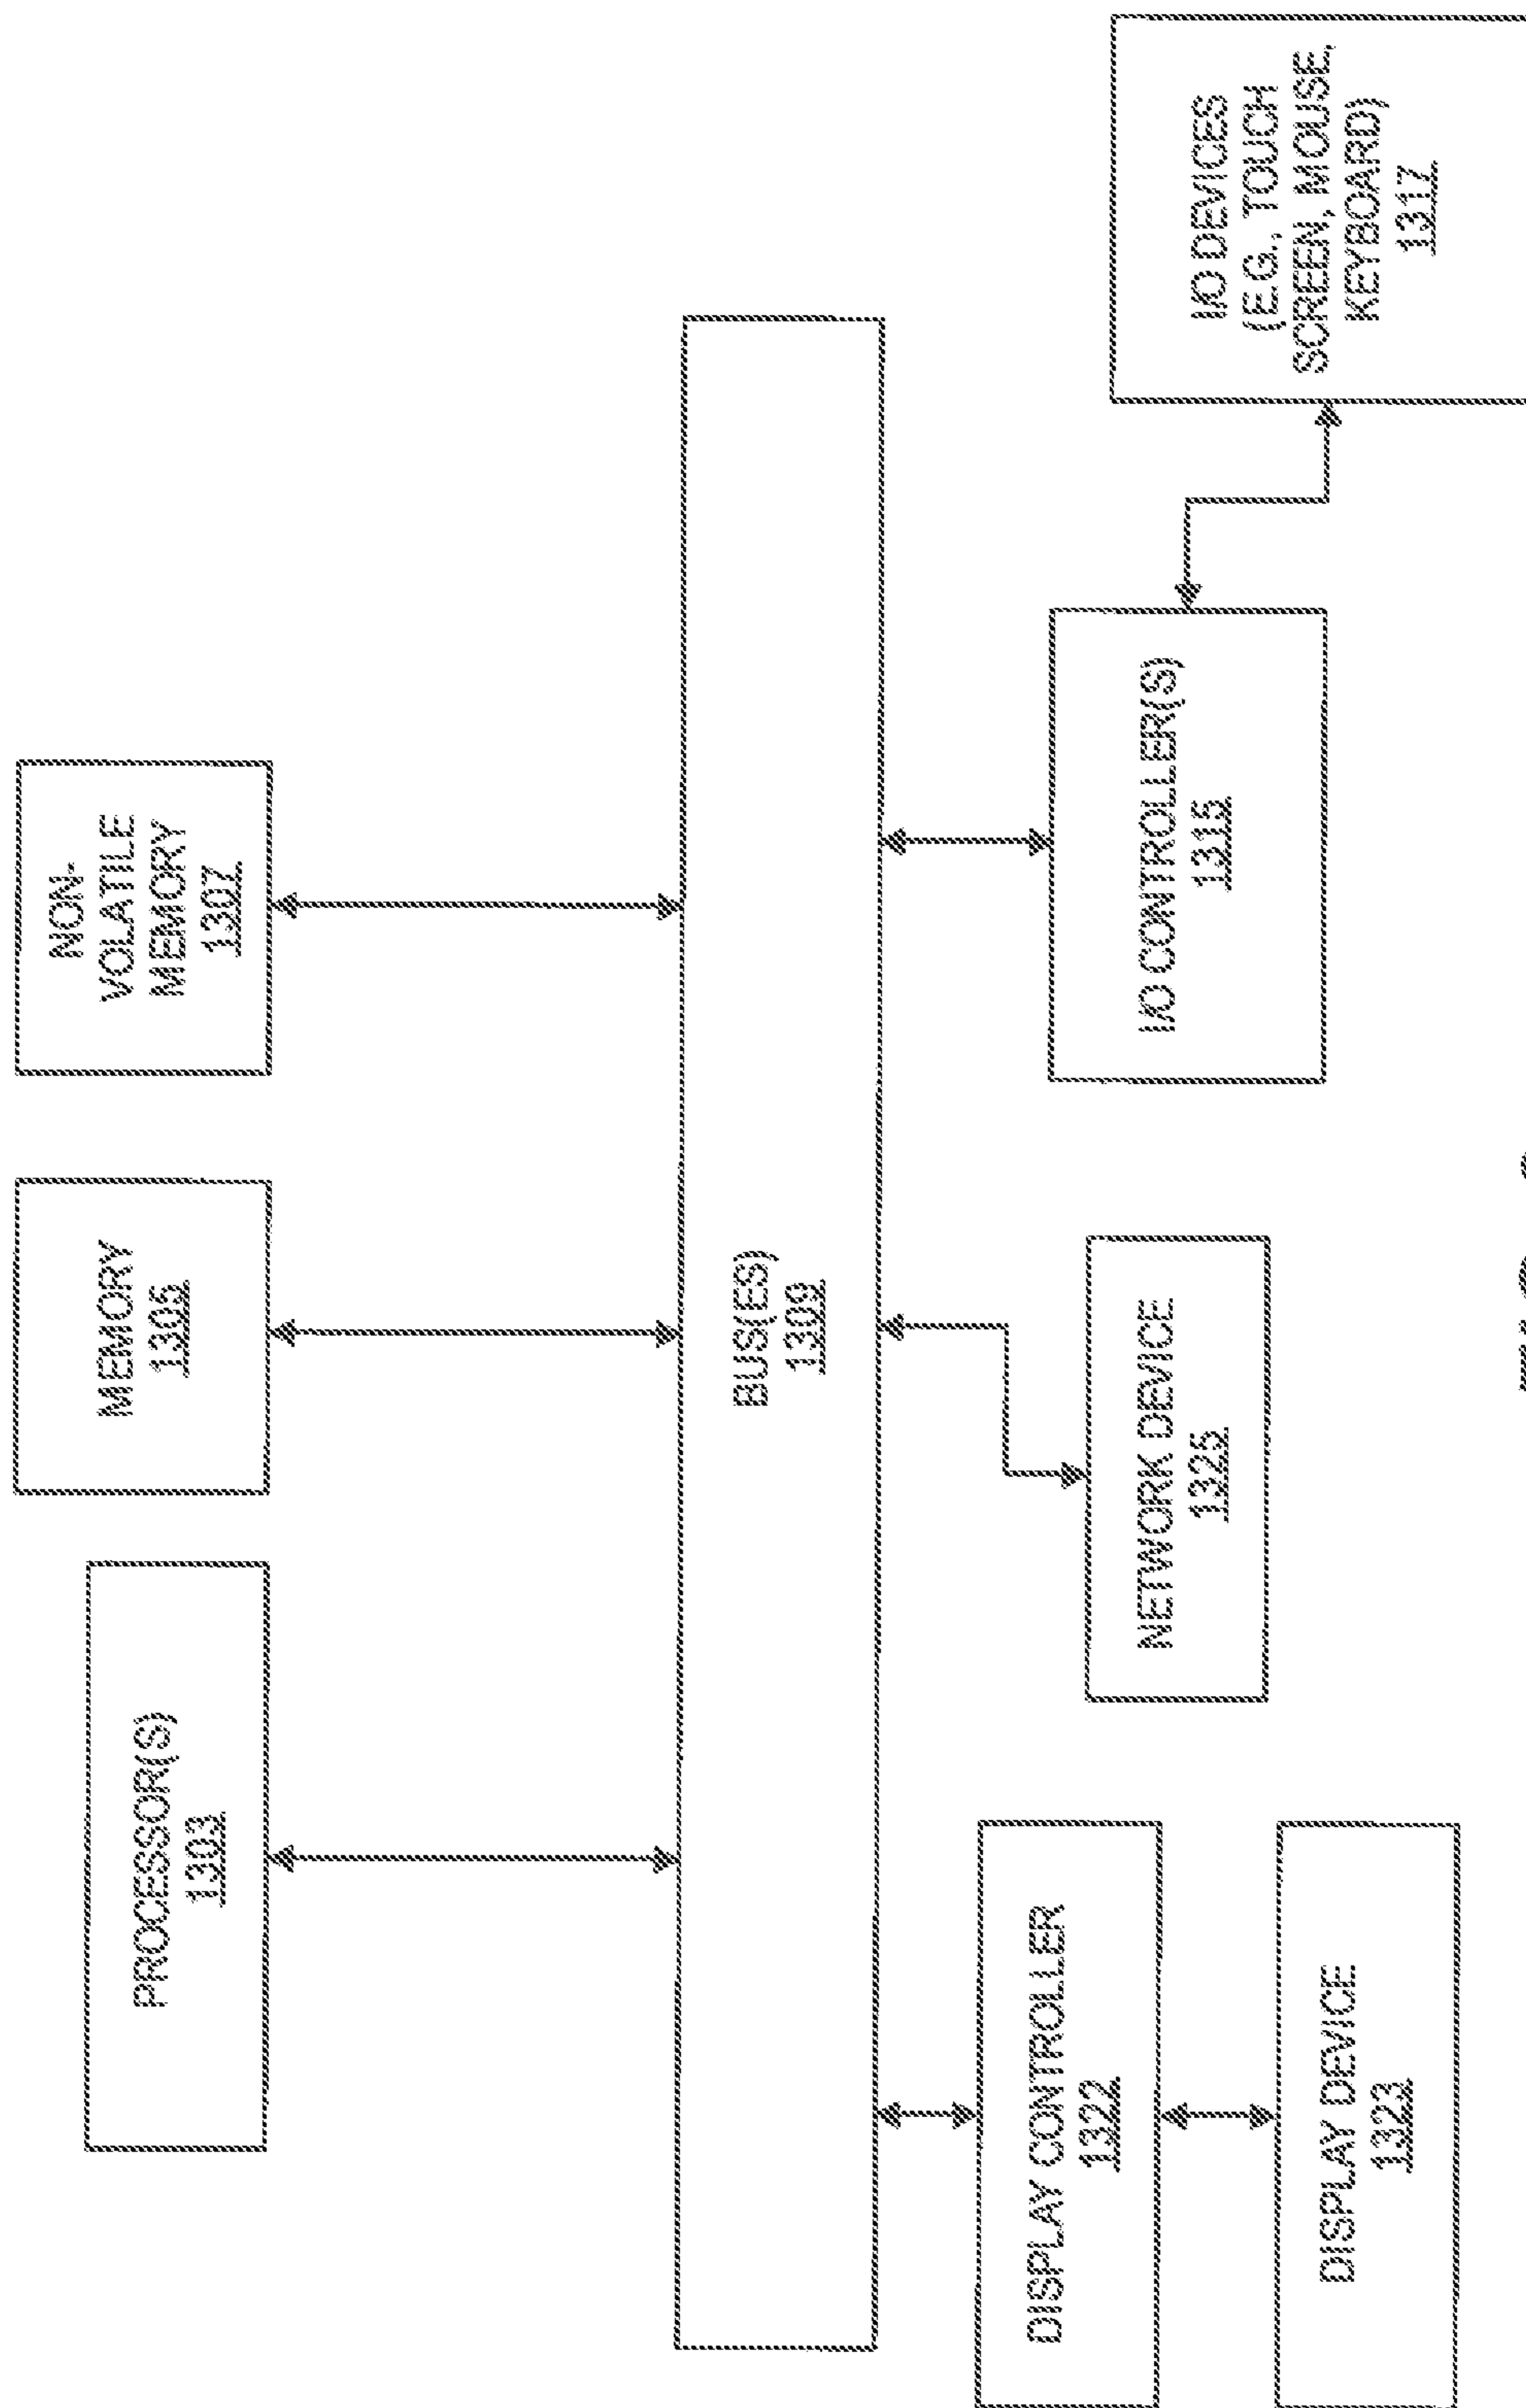 PROCESSOR(S)
1303
MEMORY
1305
NON-
VOLATILE
MEMORY
1307
BUS(ES)
1309
DISPLAY CONTROLLER
1322
DISPLAY DEVICE
1323
NETWORK DEVICE
1325
I/O CONTROLLER(S)
1315
I/O DEVICES
(E.G., TOUCH
SCREEN, MOUSE,
KEYBOARD)
1317